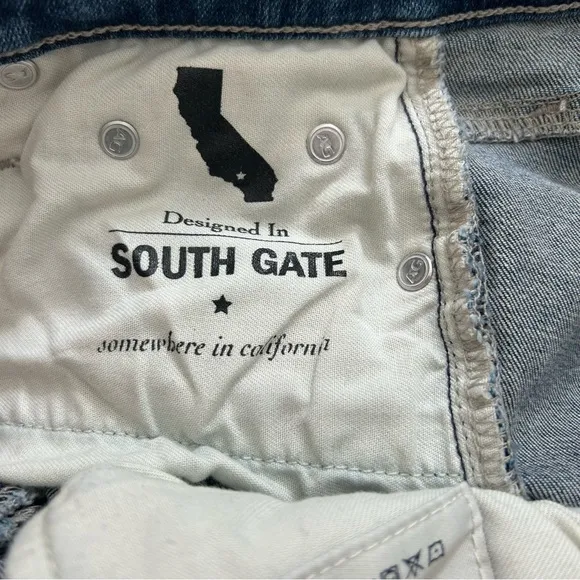 Designed In
SOUTH GATE
somewhere in california